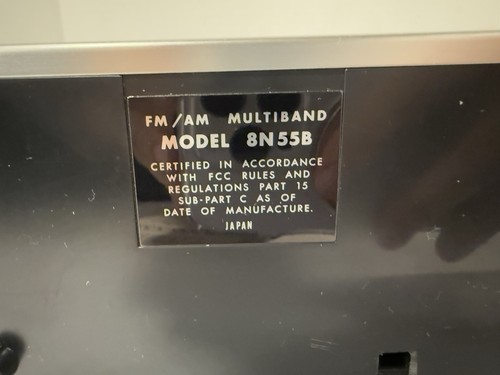 FM/AM MULTIBAND
MODEL 8N55B
CERTIFIED IN ACCORDANCE
WITH FCC RULES AND
REGULATIONS PART 15
SUB-PART C AS OF
DATE OF MANUFACTURE.
JAPAN